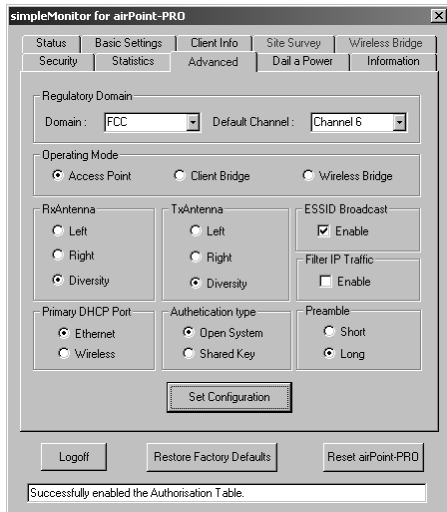 simpleMonitor for airPoint-PRO
Status Basic Settings Client Info Site Survey Wireless Bridge
Security Statistics Advanced Dail a Power Information
Regulatory Domain
Domain : FCC Default Channel : Channel 6
Operating Mode
Access Point Client Bridge Wireless Bridge
RxAntenna TxAntenna ESSID Broadcast
Left Left Enable
Right Right Filter IP Traffic
Diversity Diversity Enable
Primary DHCP Port Authetication type Preamble
Ethernet Open System Short
Wireless Shared Key Long
Set Configuration
Logoff Restore Factory Defaults Reset airPoint-PRO
Successfully enabled the Authorisation Table.